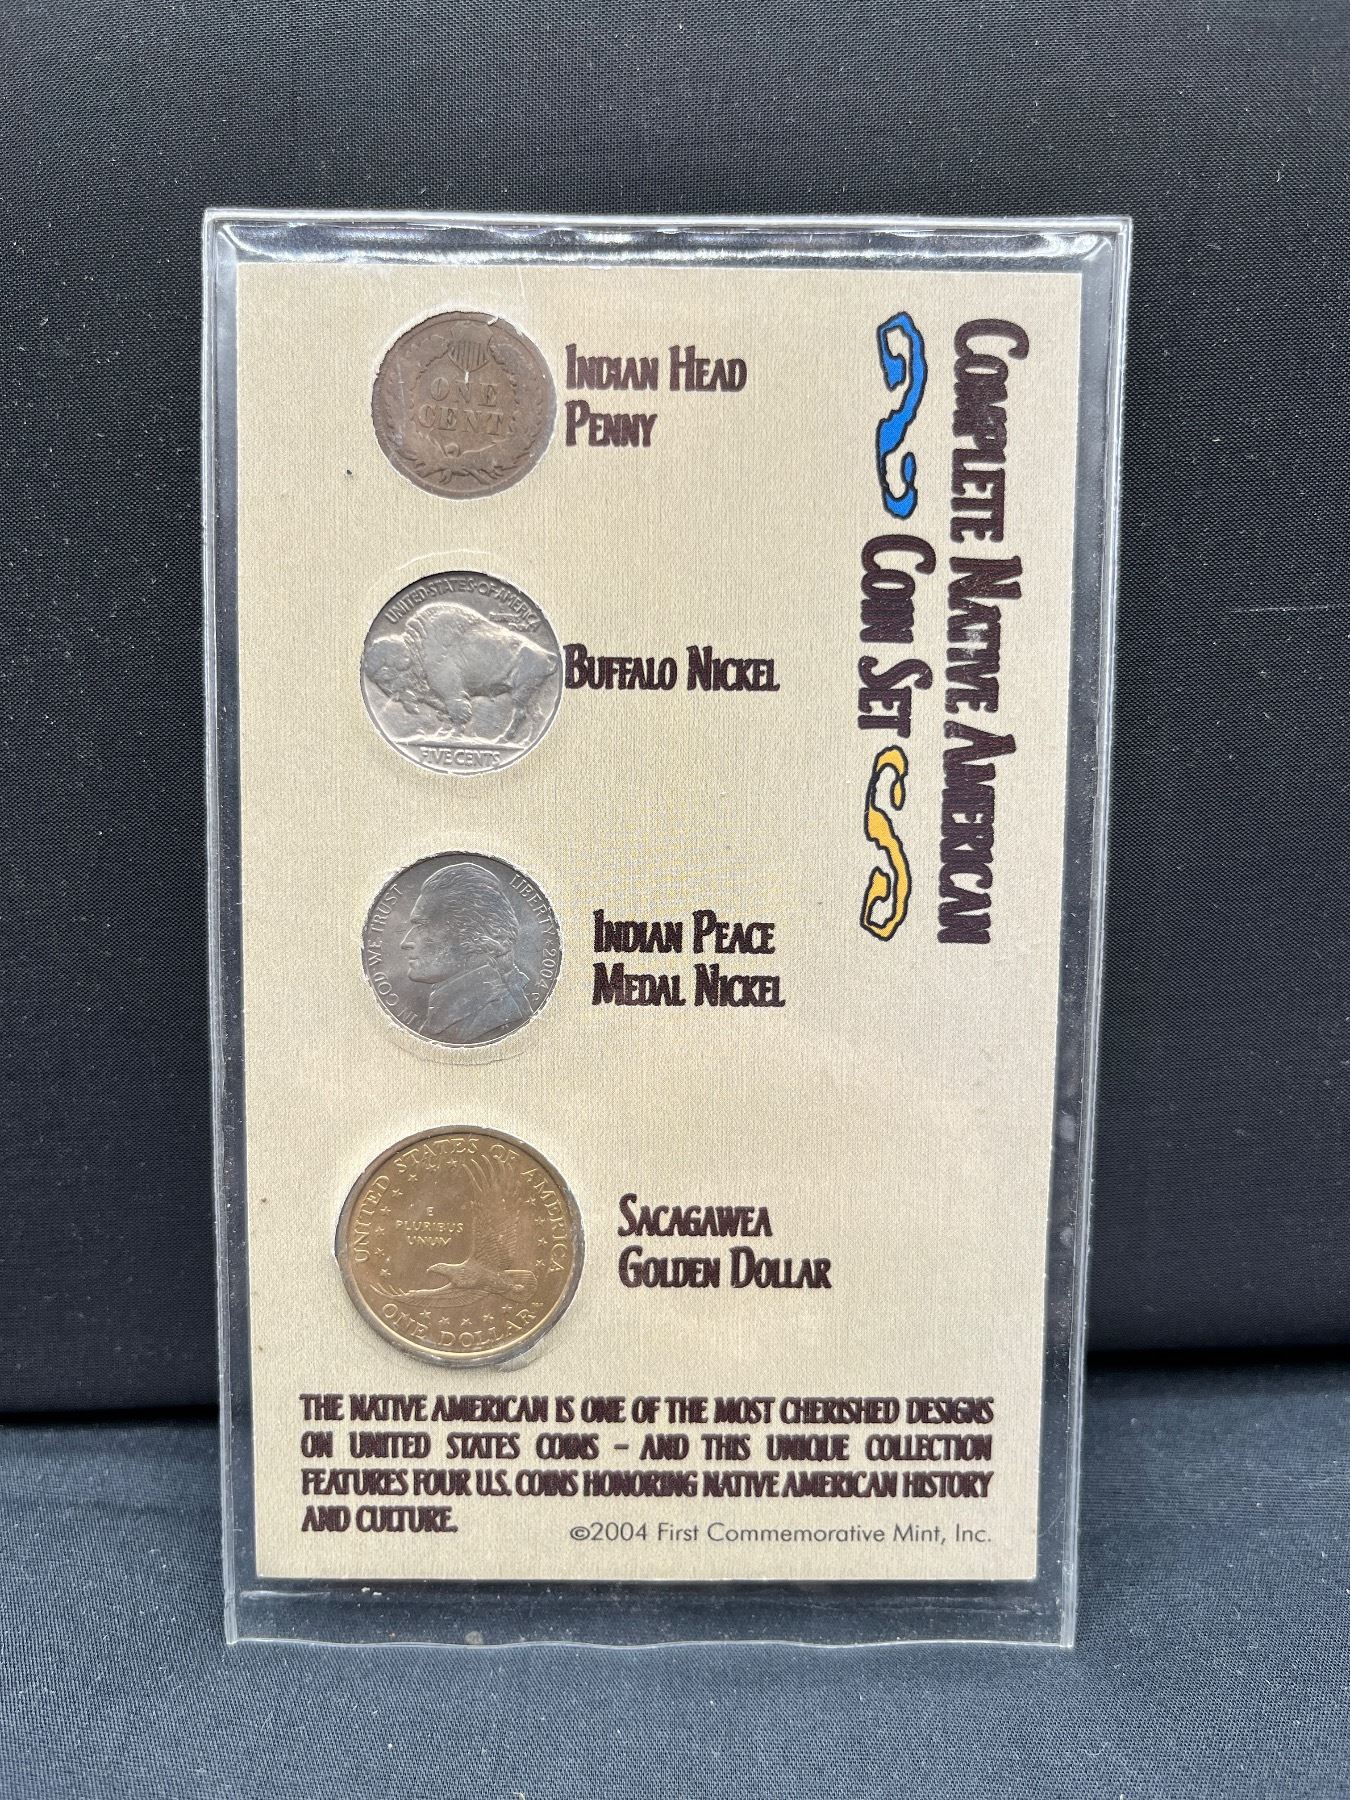 COMPLETE NATIVE AMERICAN
COIN SET
ONE
CENT
INDIAN HEAD
PENNY
UNITED·STATES·OF·AMERICA
FIVE CENTS
BUFFALO NICKEL
IN GOD WE TRUST
LIBERTY ★ 2004
INDIAN PEACE
MEDAL NICKEL
UNITED STATES OF AMERICA
E
PLURIBUS
UNUM
ONE DOLLAR
SACAGAWEA
GOLDEN DOLLAR
THE NATIVE AMERICAN IS ONE OF THE MOST CHERISHED DESIGNS
ON UNITED STATES COINS – AND THIS UNIQUE COLLECTION
FEATURES FOUR U.S. COINS HONORING NATIVE AMERICAN HISTORY
AND CULTURE.
©2004 First Commemorative Mint, Inc.